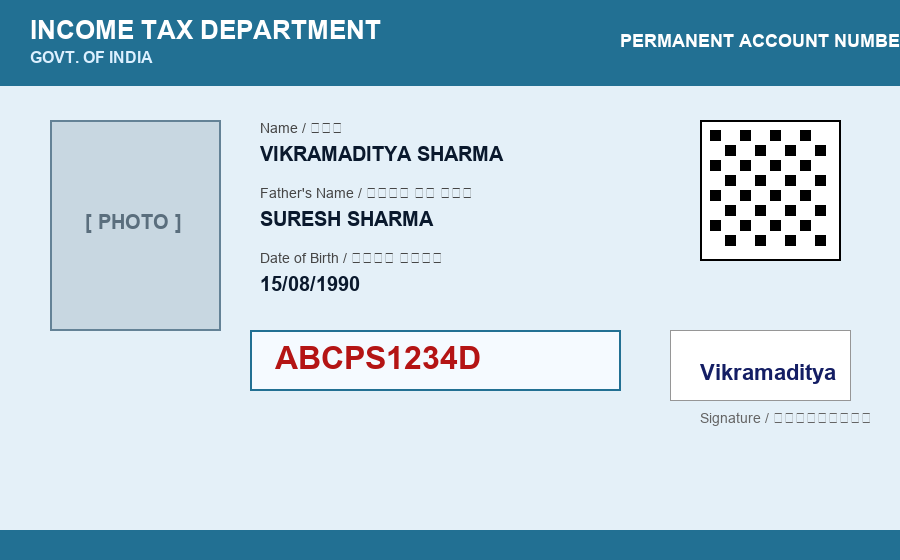 INCOME TAX DEPARTMENT
GOVT. OF INDIA
PERMANENT ACCOUNT NUMBE
[ PHOTO ]
Name /
VIKRAMADITYA SHARMA
Father's Name /
SURESH SHARMA
Date of Birth /
15/08/1990
ABCPS1234D
Vikramaditya
Signature /